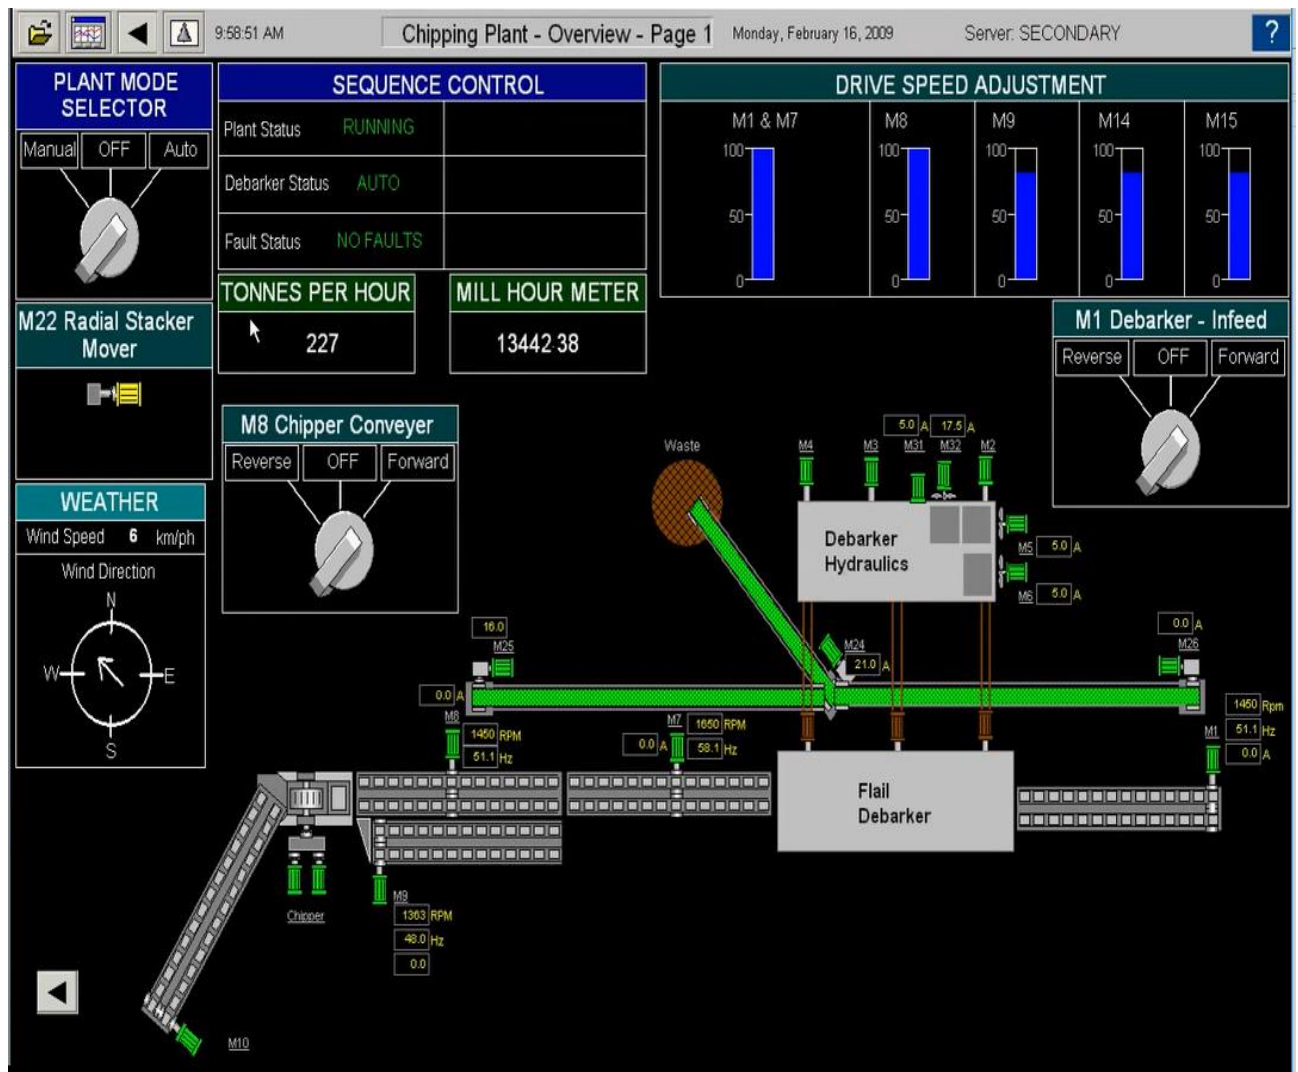 9:58:51 AM
Chipping Plant - Overview - Page 1
Monday, February 16, 2009
Server: SECONDARY
?
PLANT MODE
SELECTOR
Manual OFF Auto
SEQUENCE CONTROL
Plant Status RUNNING
Debarker Status AUTO
Fault Status NO FAULTS
DRIVE SPEED ADJUSTMENT
M1 & M7 M8 M9 M14 M15
100 100 100 100 100
50 50 50 50 50
0 0 0 0 0
TONNES PER HOUR
227
MILL HOUR METER
13442.38
M22 Radial Stacker
Mover
M1 Debarker - Infeed
Reverse OFF Forward
M8 Chipper Conveyer
Reverse OFF Forward
WEATHER
Wind Speed 6 km/ph
Wind Direction
N
W E
S
Waste
5.0 A 17.5 A
M4 M3 M31 M32 M2
Debarker
Hydraulics
M5 5.0 A
M6 5.0 A
16.0
M25
M24
21.0 A
0.0 A
M26
0.0 A
M8
1450 RPM
51.1 Hz
M7 1650 RPM
0.0 A 58.1 Hz
1450 Rpm
M1 51.1 Hz
0.0 A
Flail
Debarker
Chipper
M9
1363 RPM
48.0 Hz
0.0
M10